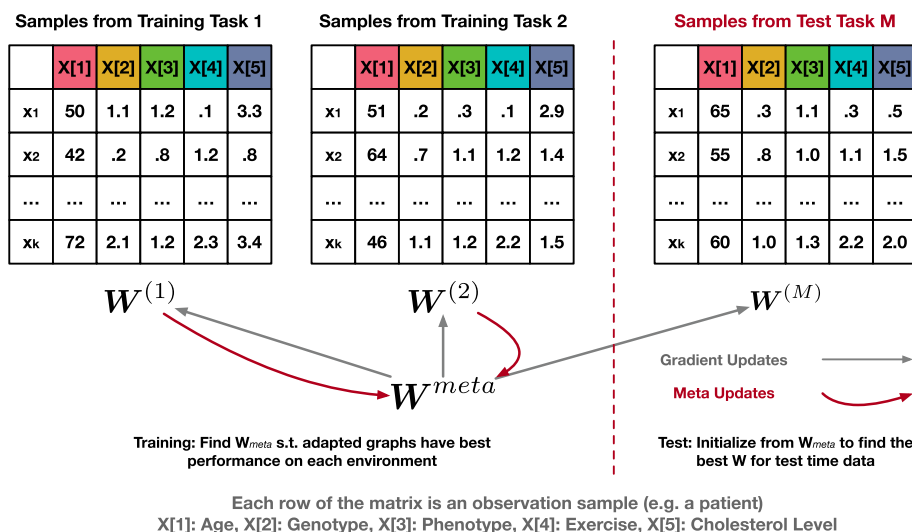 Samples from Training Task 1
X[1] X[2] X[3] X[4] X[5]
x1 50 1.1 1.2 .1 3.3
x2 42 .2 .8 1.2 .8
... ... ... ... ... ...
xk 72 2.1 1.2 2.3 3.4
Samples from Training Task 2
X[1] X[2] X[3] X[4] X[5]
x1 51 .2 .3 .1 2.9
x2 64 .7 1.1 1.2 1.4
... ... ... ... ... ...
xk 46 1.1 1.2 2.2 1.5
Samples from Test Task M
X[1] X[2] X[3] X[4] X[5]
x1 65 .3 1.1 .3 .5
x2 55 .8 1.0 1.1 1.5
... ... ... ... ... ...
xk 60 1.0 1.3 2.2 2.0
W(1) W(2) W(M)
Wmeta
Gradient Updates
Meta Updates
Training: Find Wmeta s.t. adapted graphs have best
performance on each environment
Test: Initialize from Wmeta to find the
best W for test time data
Each row of the matrix is an observation sample (e.g. a patient)
X[1]: Age, X[2]: Genotype, X[3]: Phenotype, X[4]: Exercise, X[5]: Cholesterol Level